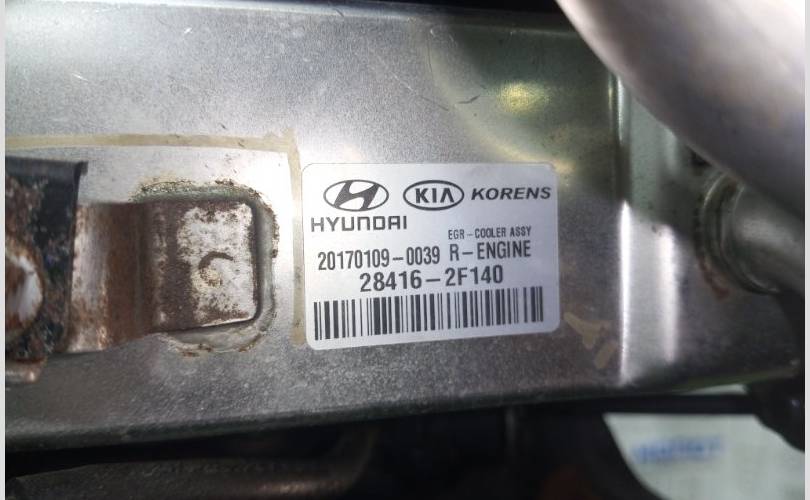 HYUNDAI KIA KORENS
EGR-COOLER ASSY
20170109-0039 R-ENGINE
28416-2F140